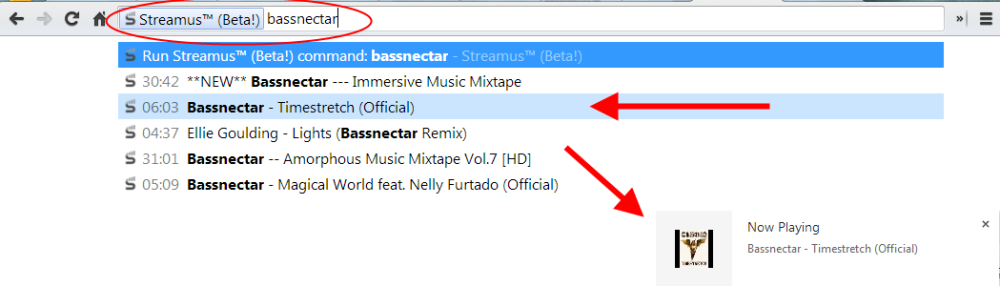 Streamus™ (Beta!) bassnectar
»
Run Streamus™ (Beta!) command: bassnectar - Streamus™ (Beta!)
30:42 **NEW** Bassnectar --- Immersive Music Mixtape
06:03 Bassnectar - Timestretch (Official)
04:37 Ellie Goulding - Lights (Bassnectar Remix)
31:01 Bassnectar -- Amorphous Music Mixtape Vol.7 [HD]
05:09 Bassnectar - Magical World feat. Nelly Furtado (Official)
Now Playing
Bassnectar - Timestretch (Official)